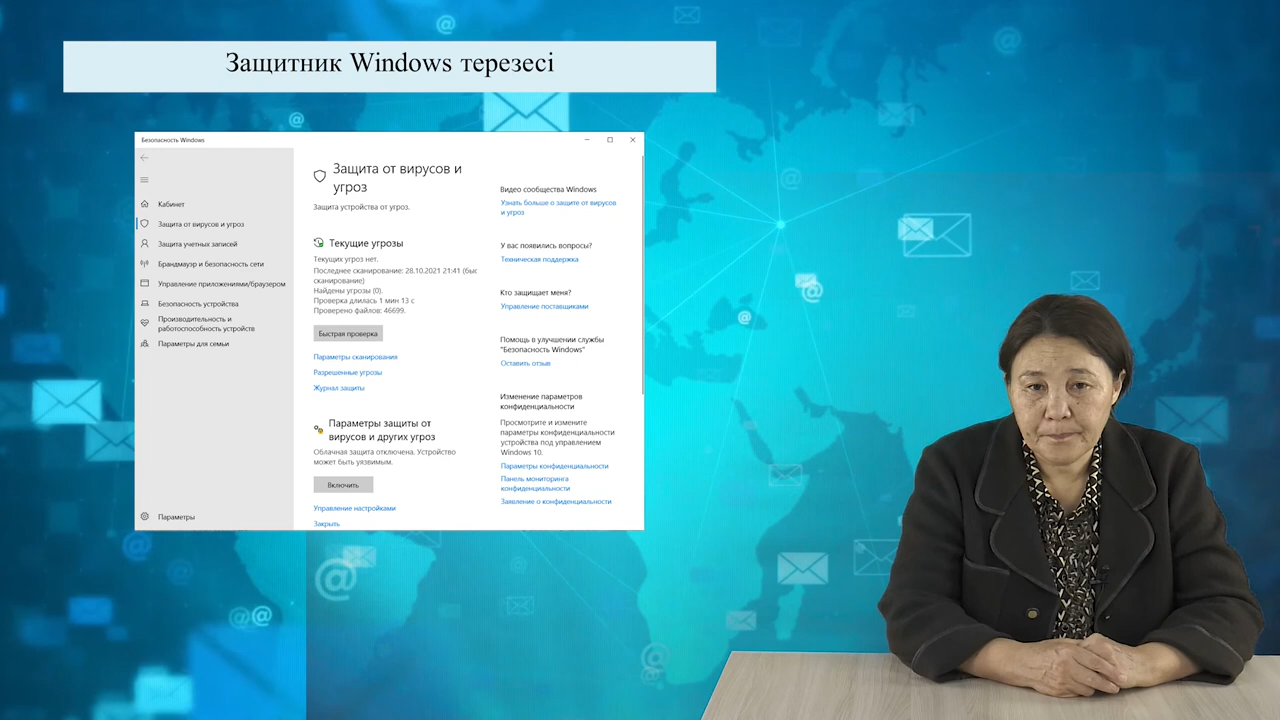 Защитник Windows терезесі
Безопасность Windows
Кабинет
Защита от вирусов и угроз
Защита учетных записей
Брандмауэр и безопасность сети
Управление приложениями/браузером
Безопасность устройства
Производительность и
работоспособность устройств
Параметры для семьи
Параметры
Защита от вирусов и
угроз
Защита устройства от угроз.
Текущие угрозы
Текущих угроз нет.
Последнее сканирование: 28.10.2021 21:41 (быс
сканирование)
Найдены угрозы (0).
Проверка длилась 1 мин 13 с
Проверено файлов: 46699.
Быстрая проверка
Параметры сканирования
Разрешенные угрозы
Журнал защиты
Параметры защиты от
вирусов и других угроз
Облачная защита отключена. Устройство
может быть уязвимым.
Включить
Управление настройками
Закрыть
Видео сообщества Windows
Узнать больше о защите от вирусов
и угроз
У вас появились вопросы?
Техническая поддержка
Кто защищает меня?
Управление поставщиками
Помощь в улучшении службы
"Безопасность Windows"
Оставить отзыв
Изменение параметров
конфиденциальности
Просмотрите и измените
параметры конфиденциальности
устройства под управлением
Windows 10.
Параметры конфиденциальности
Панель мониторинга
конфиденциальности
Заявление о конфиденциальности